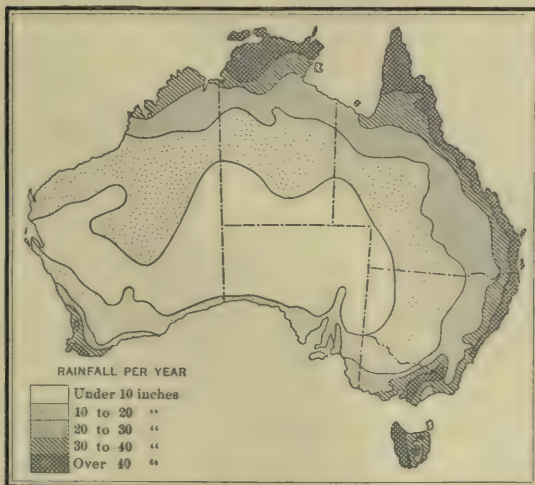 RAINFALL PER YEAR
Under 10 inches
10 to 20 “
20 to 30 “
30 to 40 “
Over 40 “